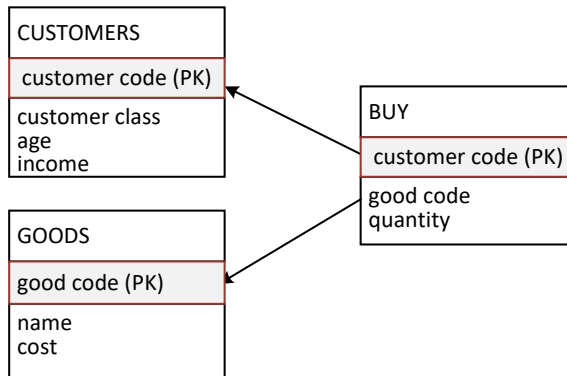 CUSTOMERS
customer code (PK)
customer class
age
income
GOODS
good code (PK)
name
cost
BUY
customer code (PK)
good code
quantity